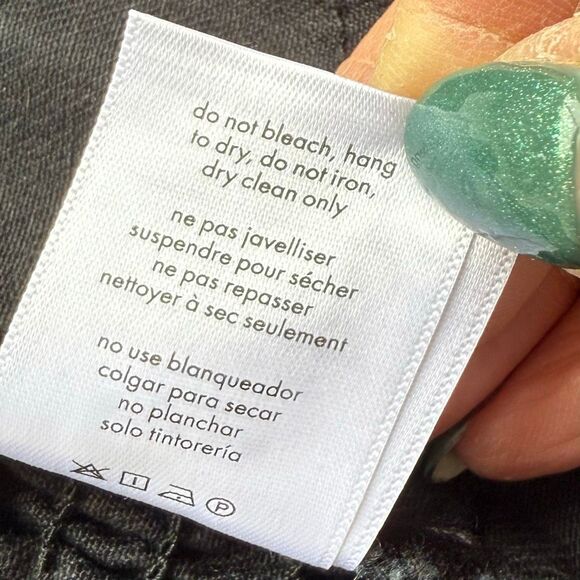 do not bleach, hang
to dry, do not iron,
dry clean only
ne pas javelliser
suspendre pour sécher
ne pas repasser
nettoyer à sec seulement
no use blanqueador
colgar para secar
no planchar
solo tintorería
P